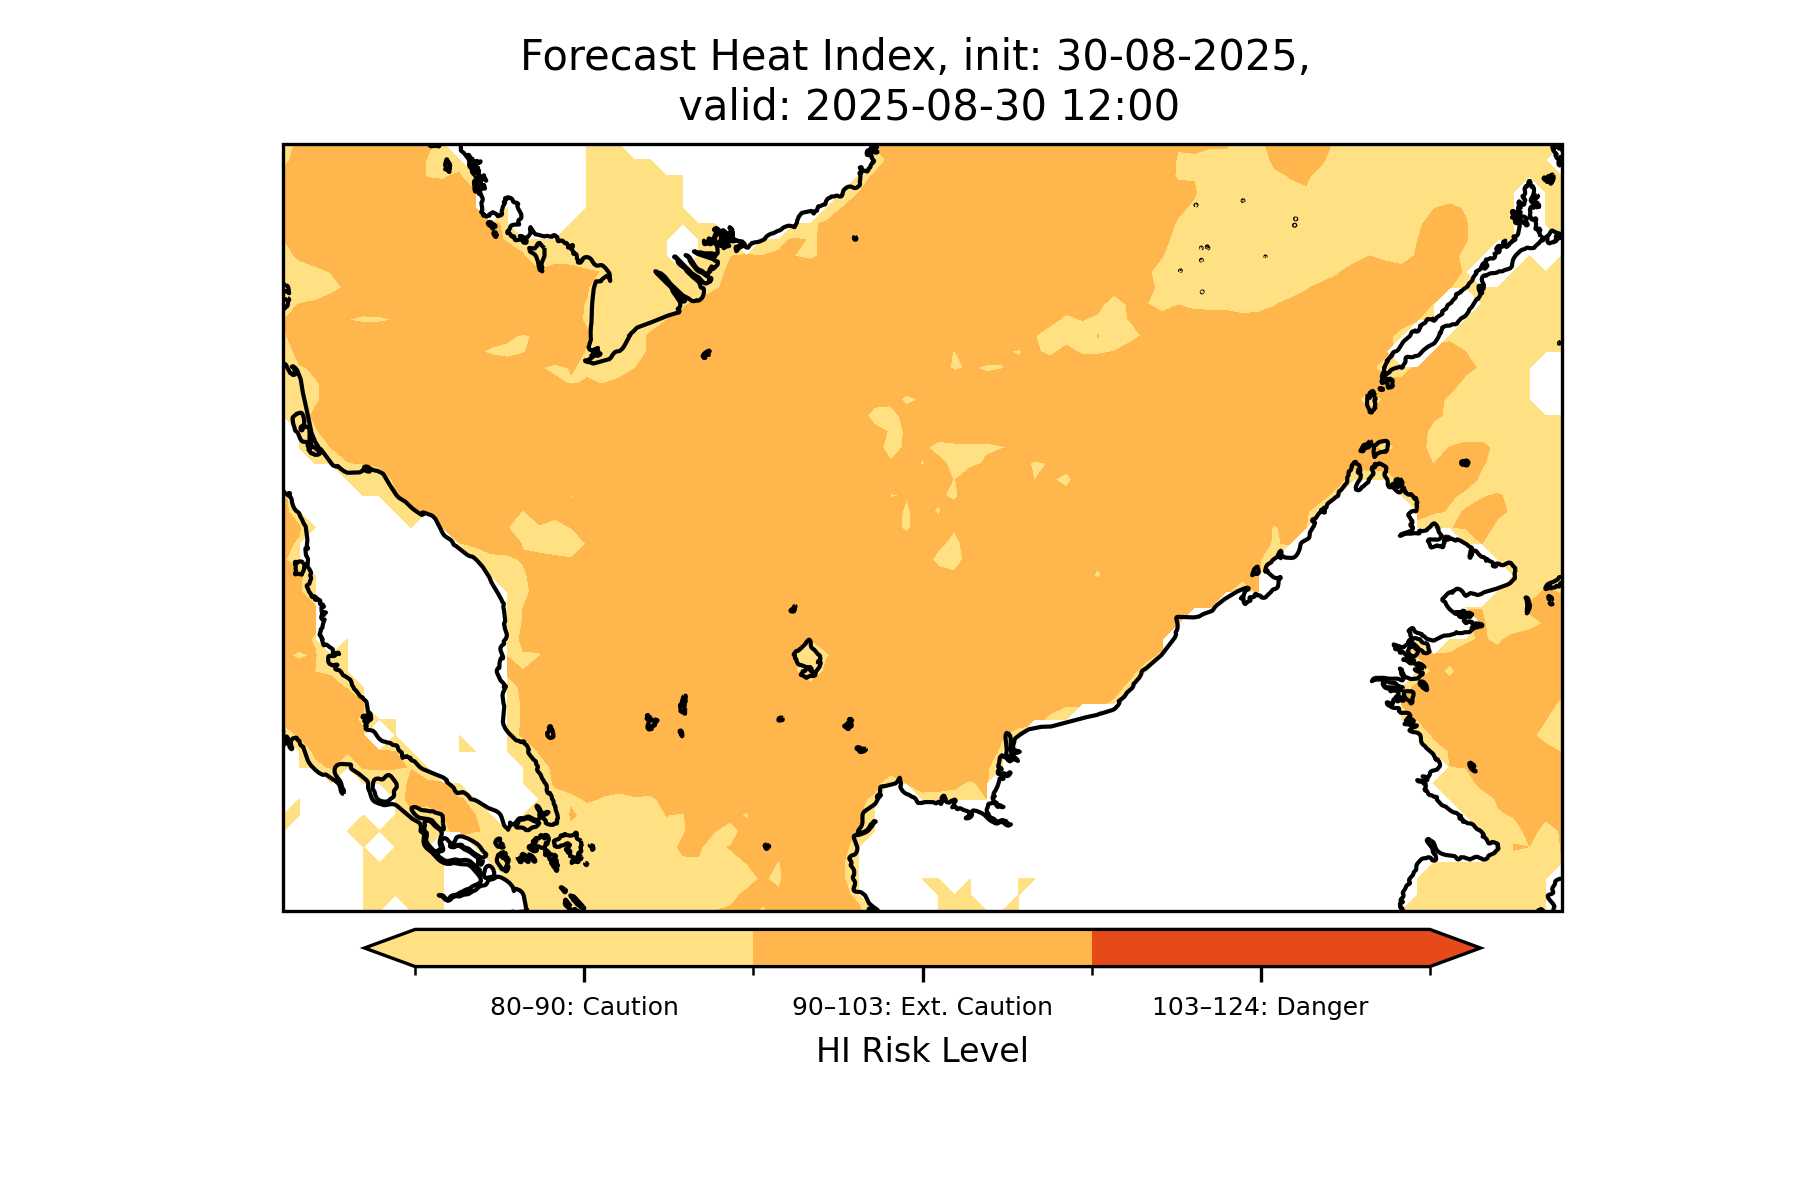 Forecast Heat Index, init: 30-08-2025,
valid: 2025-08-30 12:00
80–90: Caution
90–103: Ext. Caution
103–124: Danger
HI Risk Level